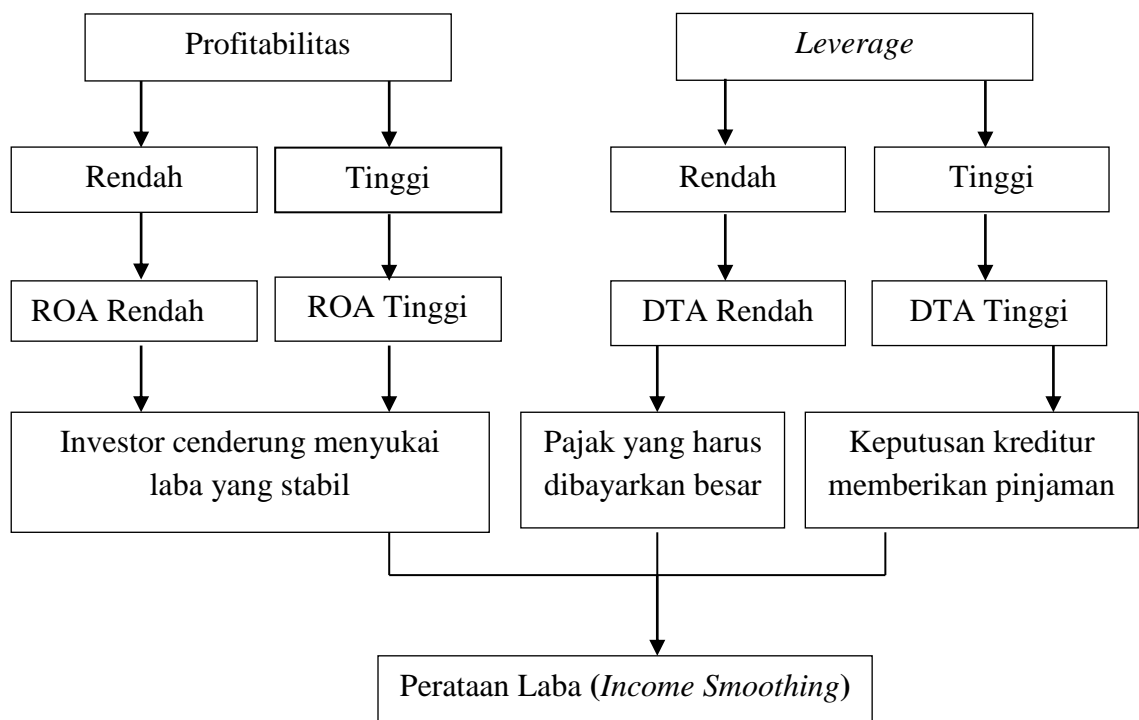 Profitabilitas
Leverage
Rendah
Tinggi
Rendah
Tinggi
ROA Rendah
ROA Tinggi
DTA Rendah
DTA Tinggi
Investor cenderung menyukai
laba yang stabil
Pajak yang harus
dibayarkan besar
Keputusan kreditur
memberikan pinjaman
Perataan Laba (Income Smoothing)